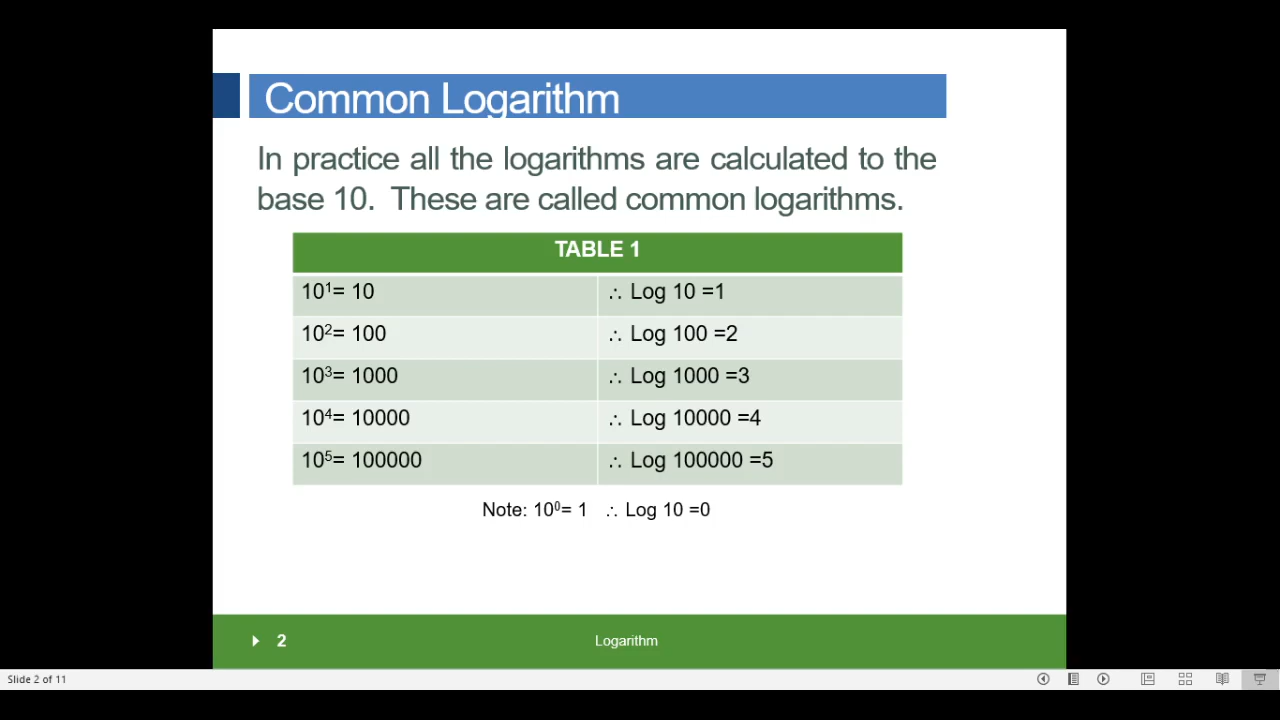 Common Logarithm
In practice all the logarithms are calculated to the
base 10. These are called common logarithms.
TABLE 1
10¹= 10 ∴ Log 10 =1
10²= 100 ∴ Log 100 =2
10³= 1000 ∴ Log 1000 =3
10⁴= 10000 ∴ Log 10000 =4
10⁵= 100000 ∴ Log 100000 =5
Note: 10⁰= 1 ∴ Log 10 =0
2 Logarithm
Slide 2 of 11